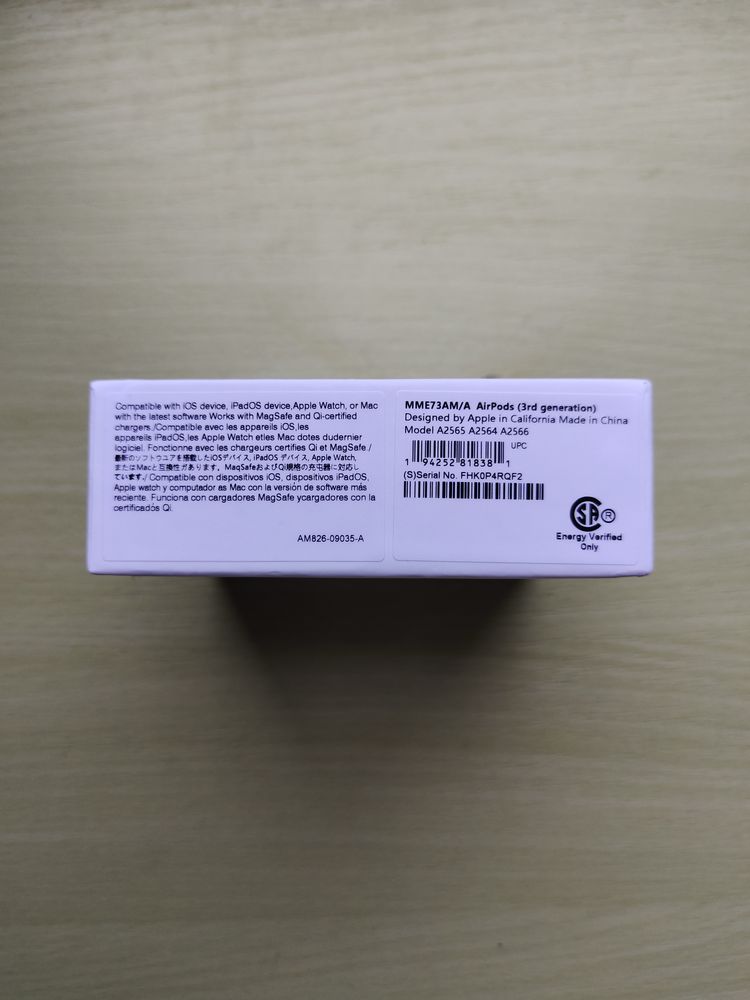 Compatible with iOS device, iPadOS device,Apple Watch, or Mac
with the latest software Works with MagSafe and Qi-certified
chargers./Compatible avec les appareils iOS,les
appareils iPadOS,les Apple Watch etles Mac dotes dudernier
logiciel. Fonctionne avec les chargeurs certifies Qi et MagSafe./
最新のソフトウエアを搭載したiOSデバイス, iPadOS デバイス, Apple Watch,
またはMacと互換性があります。MaqSafeおよびQi規格の充电器に対応し
ています./ Compatible con dispositivos iOS, dispositivos iPadOS,
Apple watch y computador as Mac con la versión de software más
reciente. Funciona con cargadores MagSafe ycargadores con la
certificadós Qi.
AM826-09035-A
MME73AM/A AirPods (3rd generation)
Designed by Apple in California Made in China
Model A2565 A2564 A2566
UPC
1 94252 81838 1
(S)Serial No. FHK0P4RQF2
SA ®
Energy Verified
Only